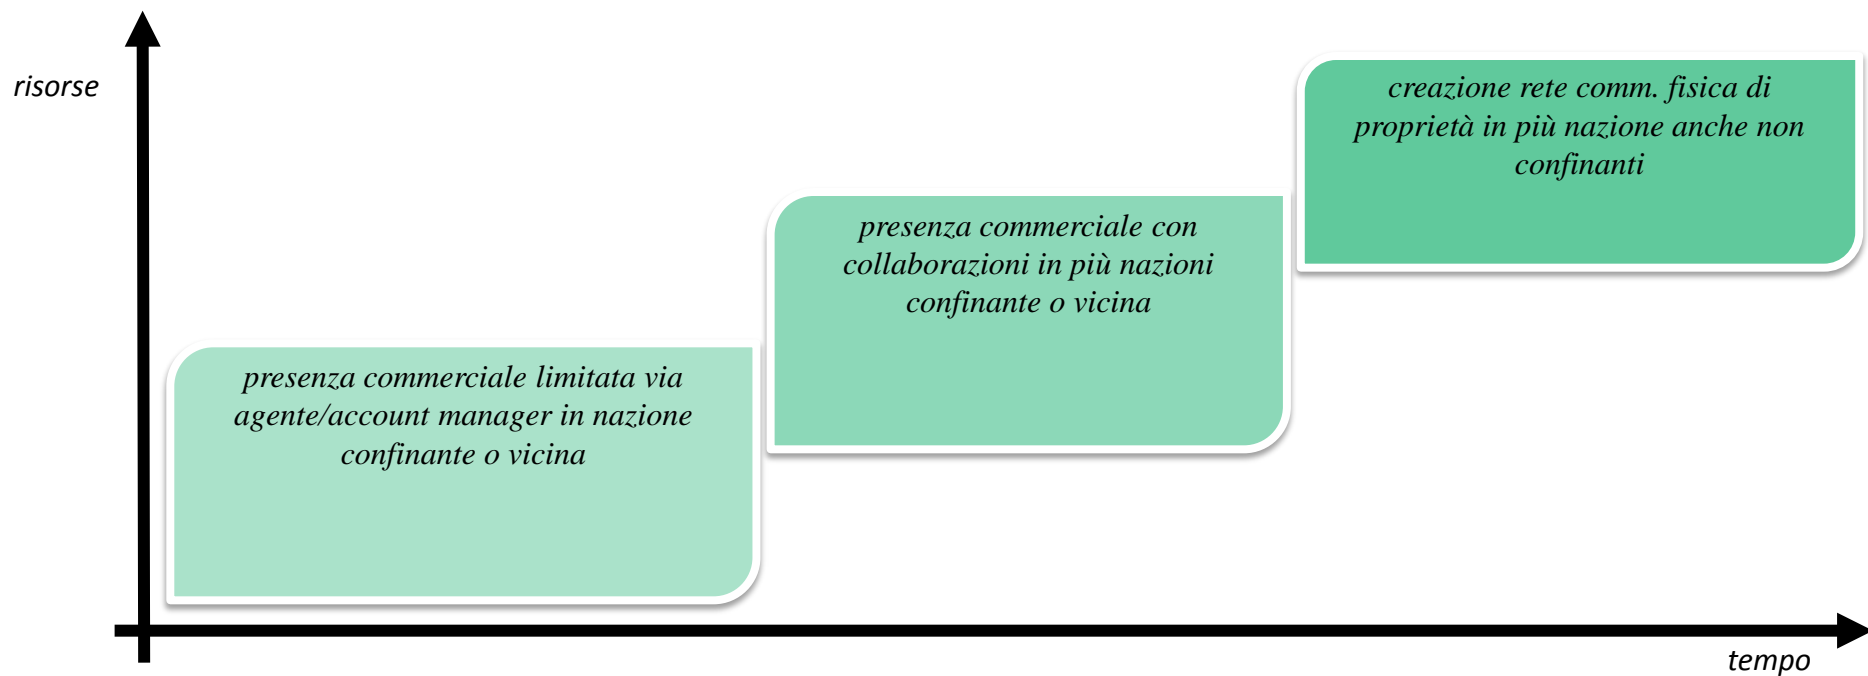 risorse
creazione rete comm. fisica di
proprietà in più nazione anche non
confinanti
presenza commerciale con
collaborazioni in più nazioni
confinante o vicina
presenza commerciale limitata via
agente/account manager in nazione
confinante o vicina
tempo